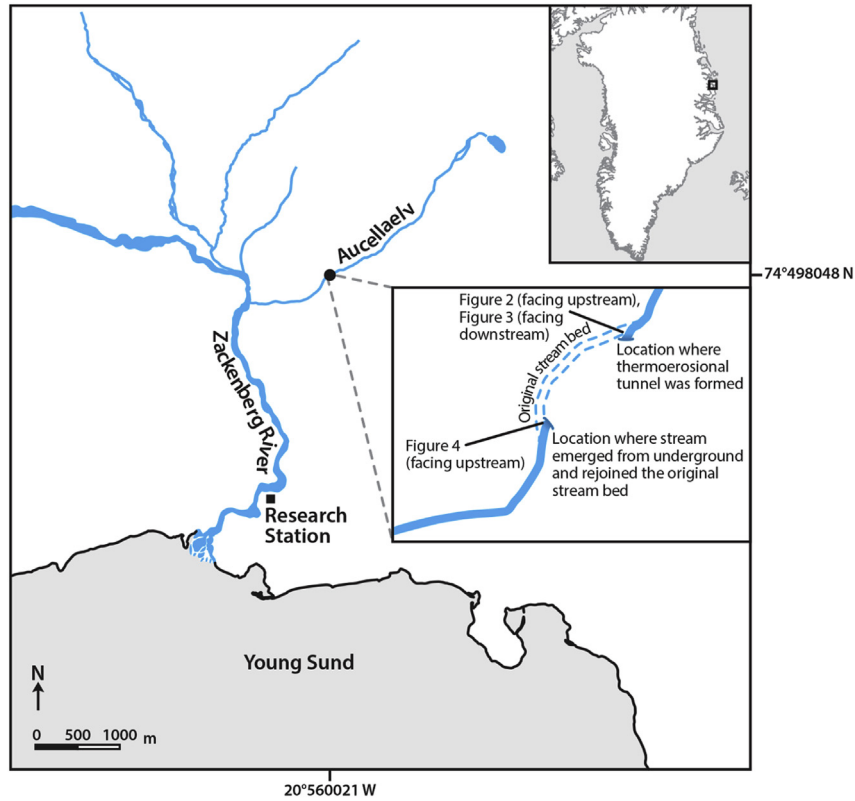 Aucellaelv
74°498048 N
Figure 2 (facing upstream),
Figure 3 (facing
downstream)
Original stream bed
Location where
thermoerosional
tunnel was formed
Zackenberg River
Figure 4
(facing upstream)
Location where stream
emerged from underground
and rejoined the original
stream bed
Research
Station
Young Sund
N
0 500 1000 m
20°560021 W